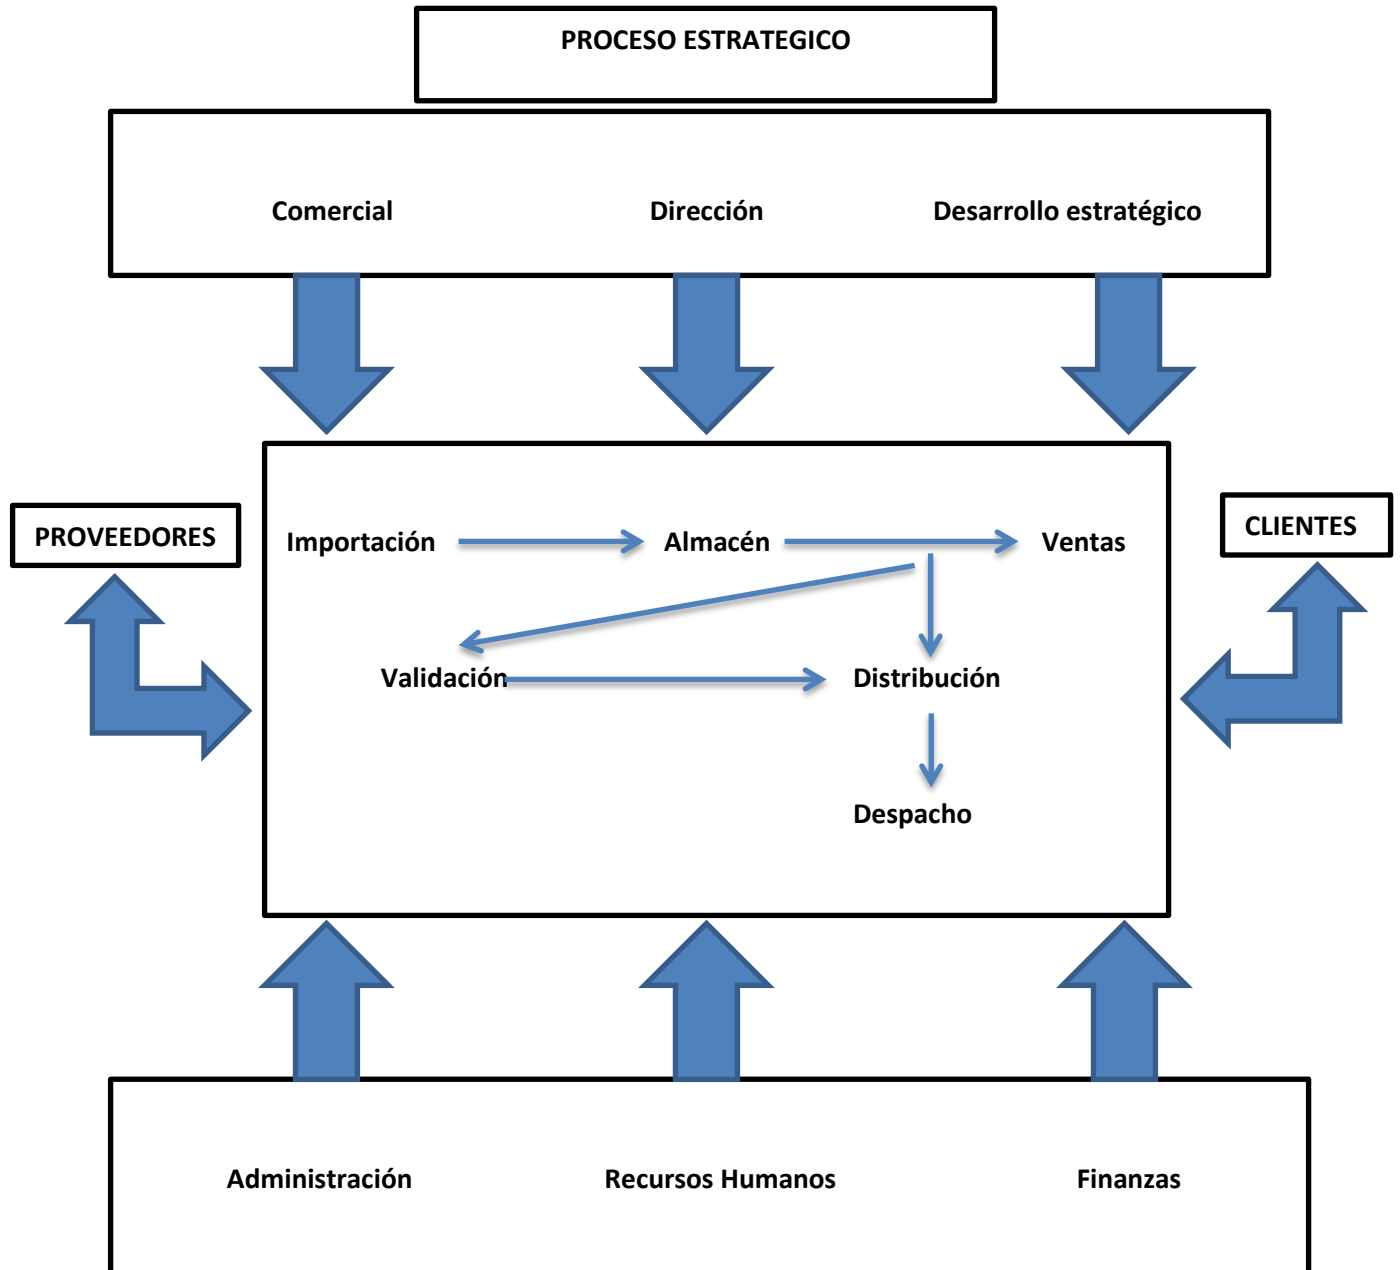 PROCESO ESTRATEGICO
Comercial Dirección Desarrollo estratégico
PROVEEDORES
CLIENTES
Importación Almacén Ventas
Validación Distribución
Despacho
Administración Recursos Humanos Finanzas